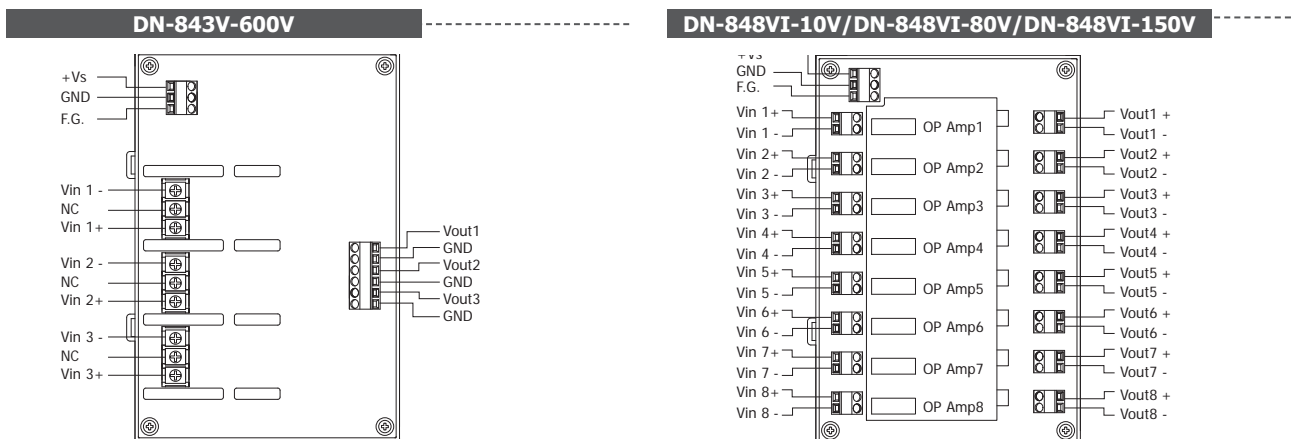 DN-843V-600V
+Vs
GND
F.G.
Vin 1 -
NC
Vin 1+
Vin 2 -
NC
Vin 2+
Vin 3 -
NC
Vin 3+
Vout1
GND
Vout2
GND
Vout3
GND
DN-848VI-10V/DN-848VI-80V/DN-848VI-150V
+Vs
GND
F.G.
Vin 1+
Vin 1 -
Vin 2+
Vin 2 -
Vin 3+
Vin 3 -
Vin 4+
Vin 4 -
Vin 5+
Vin 5 -
Vin 6+
Vin 6 -
Vin 7+
Vin 7 -
Vin 8+
Vin 8 -
OP Amp1
OP Amp2
OP Amp3
OP Amp4
OP Amp5
OP Amp6
OP Amp7
OP Amp8
Vout1 +
Vout1 -
Vout2 +
Vout2 -
Vout3 +
Vout3 -
Vout4 +
Vout4 -
Vout5 +
Vout5 -
Vout6 +
Vout6 -
Vout7 +
Vout7 -
Vout8 +
Vout8 -